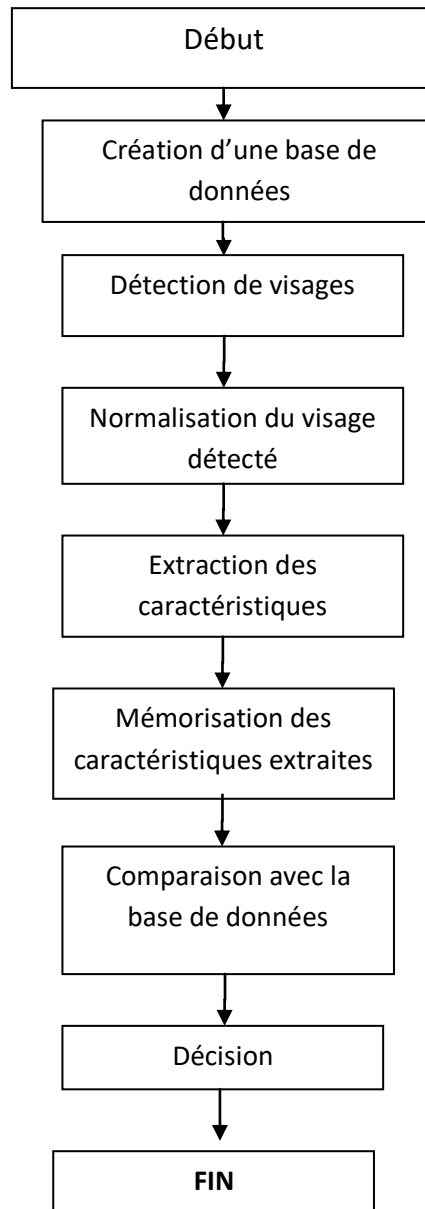 Début
Création d’une base de
données
Détection de visages
Normalisation du visage
détecté
Extraction des
caractéristiques
Mémorisation des
caractéristiques extraites
Comparaison avec la
base de données
Décision
FIN